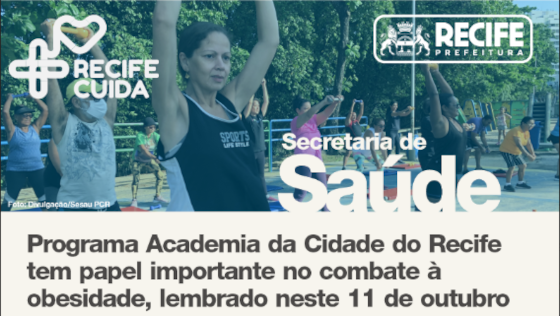 RECIFE
CUIDA
RECIFE
PREFEITURA
SPORTS
LIFE STYLE
Secretaria de
Saúde
Foto: Divulgação/Sesau PCR
Programa Academia da Cidade do Recife
tem papel importante no combate à
obesidade, lembrado neste 11 de outubro